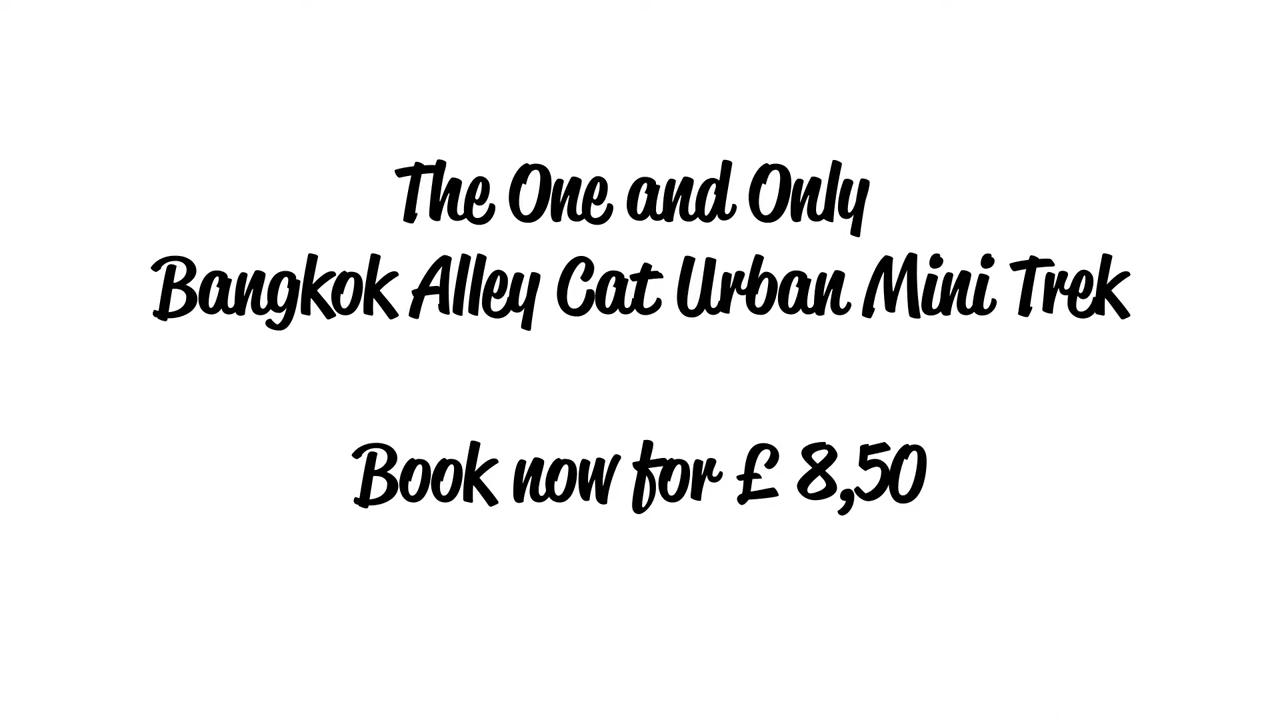 The One and Only
Bangkok Alley Cat Urban Mini Trek
Book now for £ 8,50